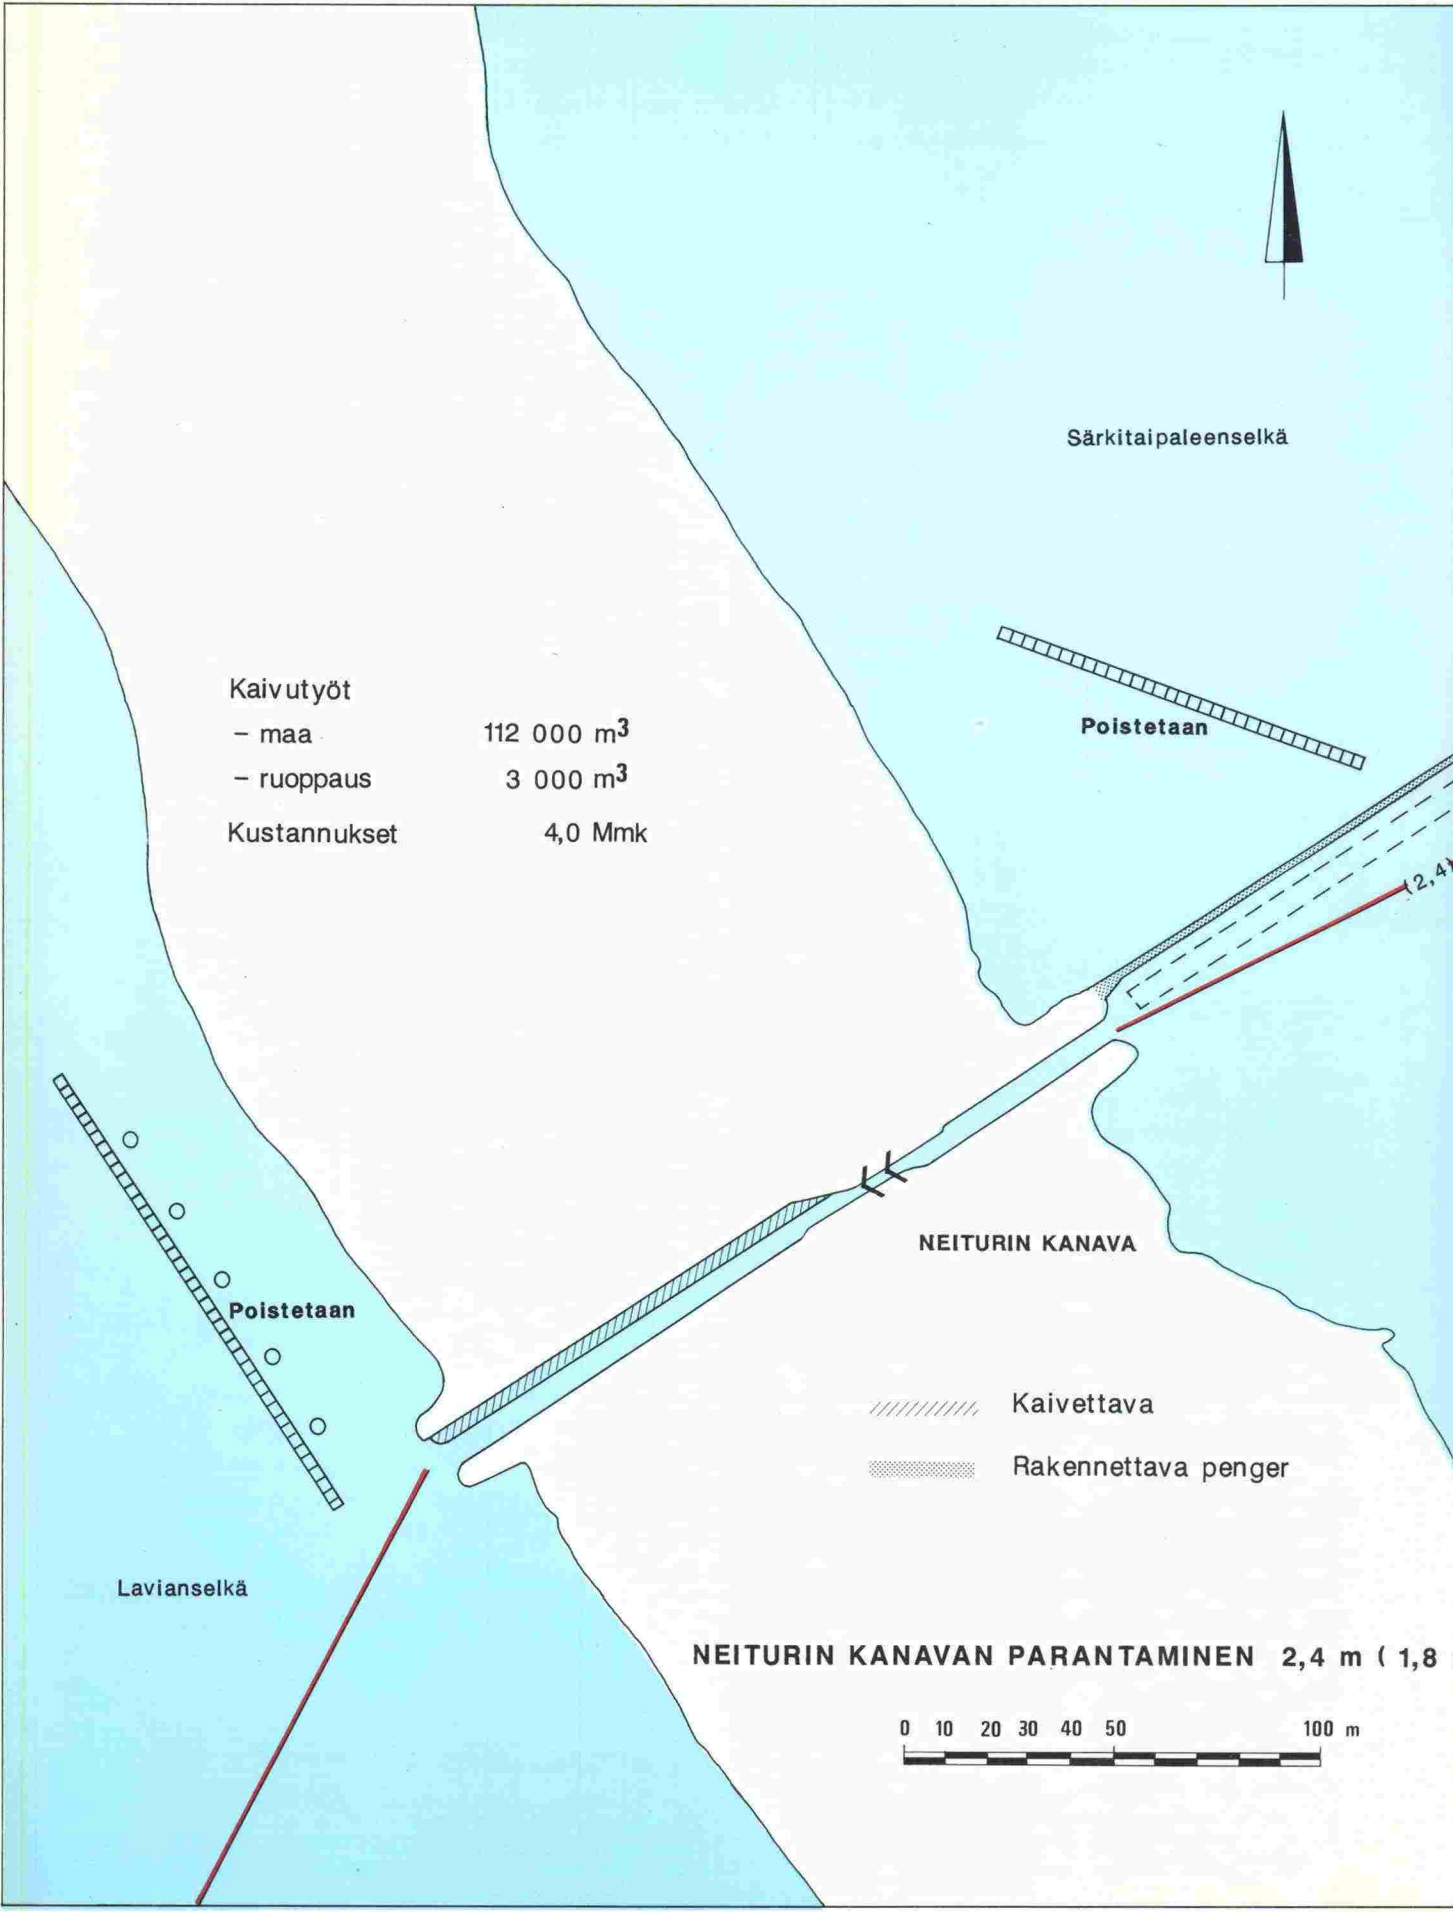 Särkitaipaleenselkä
Kaivutyöt
– maa 112 000 m³
– ruoppaus 3 000 m³
Kustannukset 4,0 Mmk
Poistetaan
(2,4)
NEITURIN KANAVA
Poistetaan
Kaivettava
Rakennettava penger
Lavianselkä
NEITURIN KANAVAN PARANTAMINEN 2,4 m ( 1,8
0 10 20 30 40 50 100 m